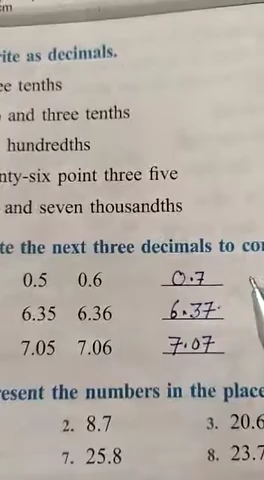 cm
ite as decimals.
ee tenths
and three tenths
hundredths
nty-six point three five
and seven thousandths
te the next three decimals to co
0.5 0.6 0.7
6.35 6.36 6.37
7.05 7.06 7.07
esent the numbers in the place
2. 8.7 3. 20.6
7. 25.8 8. 23.7